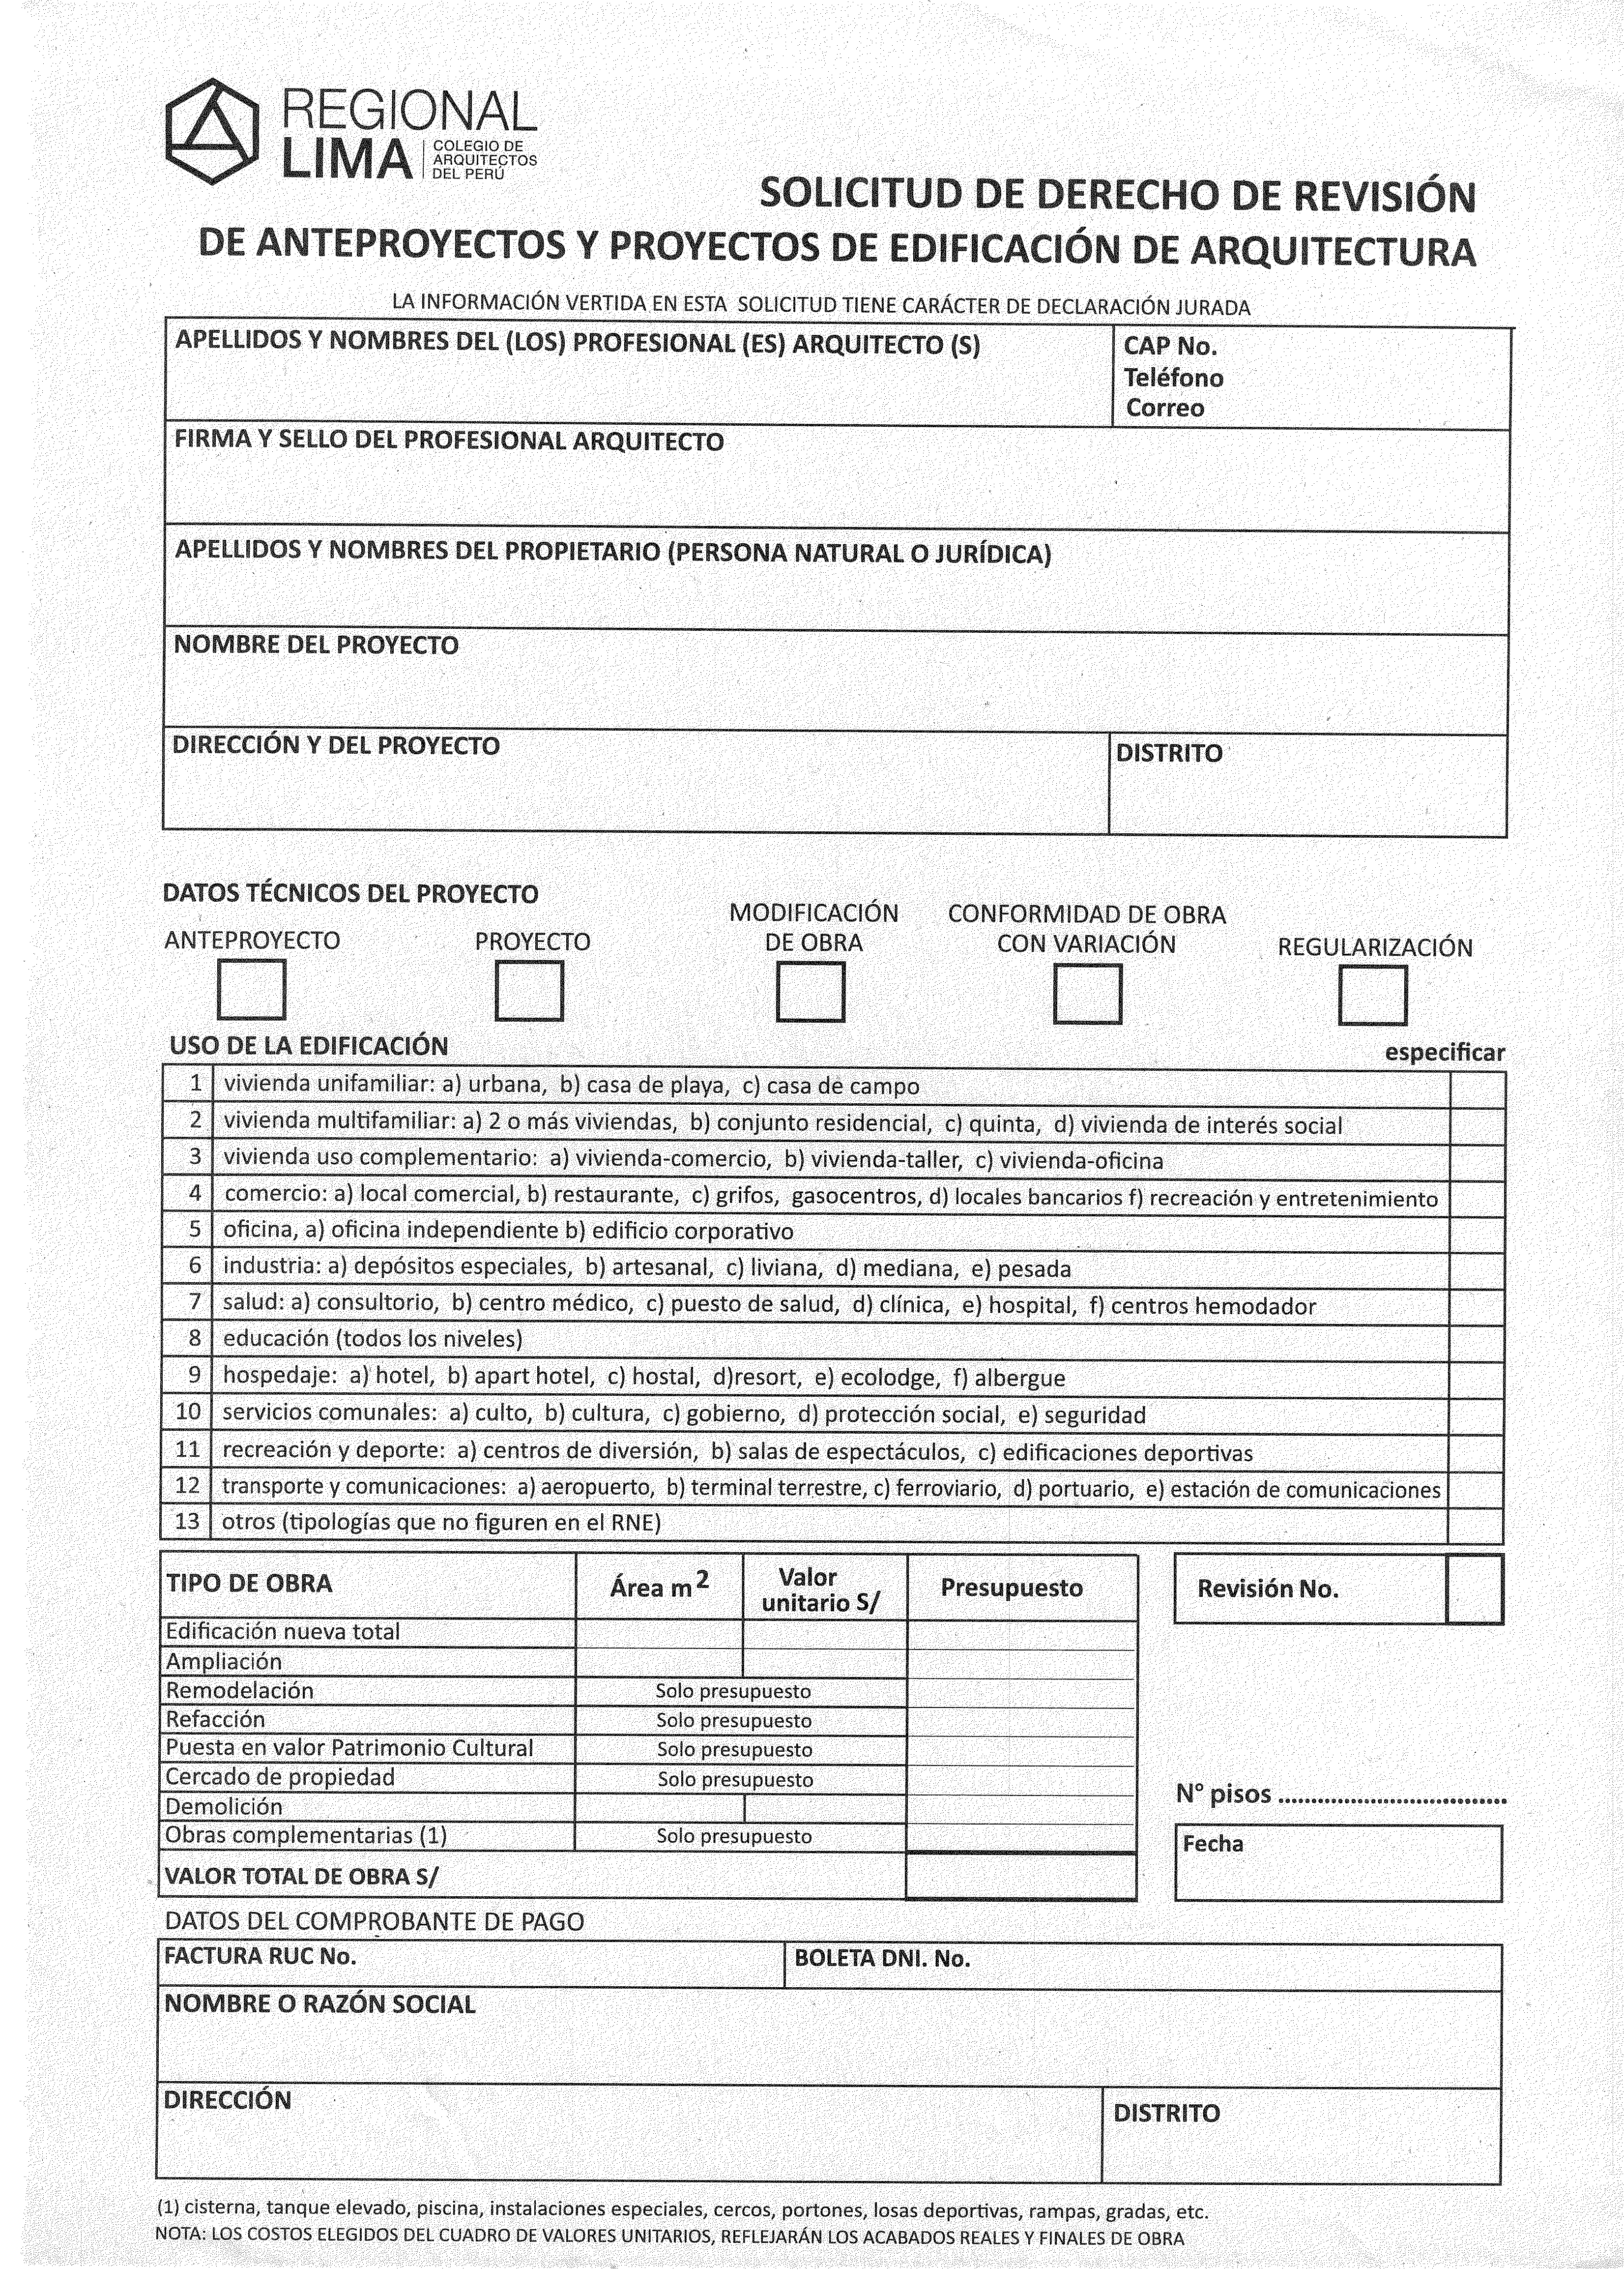 REGIONAL
LIMA
COLEGIO DE
ARQUITECTOS
DEL PERÚ
SOLICITUD DE DERECHO DE REVISIÓN
DE ANTEPROYECTOS Y PROYECTOS DE EDIFICACIÓN DE ARQUITECTURA
LA INFORMACIÓN VERTIDA EN ESTA SOLICITUD TIENE CARÁCTER DE DECLARACIÓN JURADA
APELLIDOS Y NOMBRES DEL (LOS) PROFESIONAL (ES) ARQUITECTO (S)
CAP No.
Teléfono
Correo
FIRMA Y SELLO DEL PROFESIONAL ARQUITECTO
APELLIDOS Y NOMBRES DEL PROPIETARIO (PERSONA NATURAL O JURÍDICA)
NOMBRE DEL PROYECTO
DIRECCIÓN Y DEL PROYECTO
DISTRITO
DATOS TÉCNICOS DEL PROYECTO
ANTEPROYECTO
PROYECTO
MODIFICACIÓN
DE OBRA
CONFORMIDAD DE OBRA
CON VARIACIÓN
REGULARIZACIÓN
USO DE LA EDIFICACIÓN especificar
1 vivienda unifamiliar: a) urbana, b) casa de playa, c) casa de campo
2 vivienda multifamiliar: a) 2 o más viviendas, b) conjunto residencial, c) quinta, d) vivienda de interés social
3 vivienda uso complementario: a) vivienda-comercio, b) vivienda-taller, c) vivienda-oficina
4 comercio: a) local comercial, b) restaurante, c) grifos, gasocentros, d) locales bancarios f) recreación y entretenimiento
5 oficina, a) oficina independiente b) edificio corporativo
6 industria: a) depósitos especiales, b) artesanal, c) liviana, d) mediana, e) pesada
7 salud: a) consultorio, b) centro médico, c) puesto de salud, d) clínica, e) hospital, f) centros hemodador
8 educación (todos los niveles)
9 hospedaje: a) hotel, b) apart hotel, c) hostal, d)resort, e) ecolodge, f) albergue
10 servicios comunales: a) culto, b) cultura, c) gobierno, d) protección social, e) seguridad
11 recreación y deporte: a) centros de diversión, b) salas de espectáculos, c) edificaciones deportivas
12 transporte y comunicaciones: a) aeropuerto, b) terminal terrestre, c) ferroviario, d) portuario, e) estación de comunicaciones
13 otros (tipologías que no figuren en el RNE)
TIPO DE OBRA
Área m2
Valor
unitario S/
Presupuesto
Revisión No.
Edificación nueva total
Ampliación
Remodelación Solo presupuesto
Refacción Solo presupuesto
Puesta en valor Patrimonio Cultural Solo presupuesto
Cercado de propiedad Solo presupuesto
N° pisos ...................................
Demolición
Obras complementarias (1) Solo presupuesto
Fecha
VALOR TOTAL DE OBRA S/
DATOS DEL COMPROBANTE DE PAGO
FACTURA RUC No.
BOLETA DNI. No.
NOMBRE O RAZÓN SOCIAL
DIRECCIÓN
DISTRITO
(1) cisterna, tanque elevado, piscina, instalaciones especiales, cercos, portones, losas deportivas, rampas, gradas, etc.
NOTA: LOS COSTOS ELEGIDOS DEL CUADRO DE VALORES UNITARIOS, REFLEJARÁN LOS ACABADOS REALES Y FINALES DE OBRA